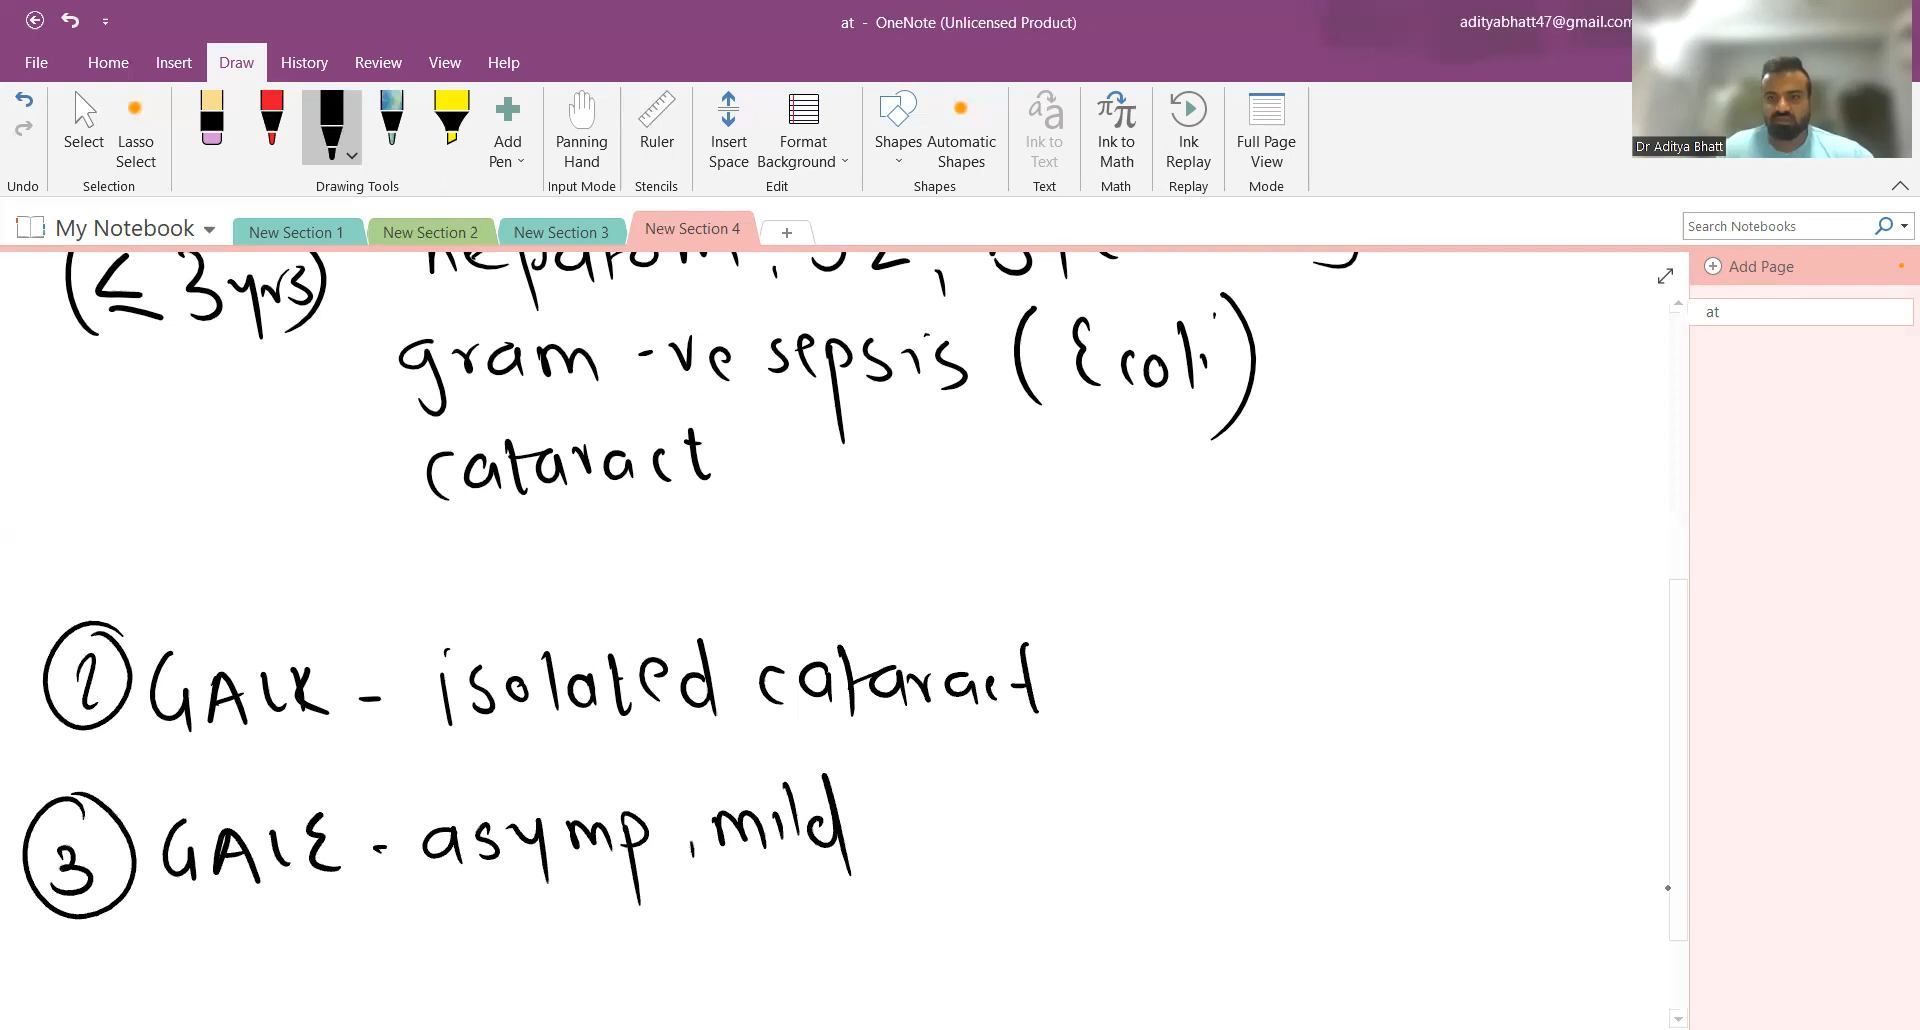 at - OneNote (Unlicensed Product)
adityabhatt47@gmail.com
File Home Insert Draw History Review View Help
Select Lasso Select Add Pen Panning Hand Ruler Insert Space Format Background Shapes Automatic Shapes Ink to Text Ink to Math Ink Replay Full Page View
Undo Selection Drawing Tools Input Mode Stencils Edit Shapes Text Math Replay Mode
Dr Aditya Bhatt
My Notebook New Section 1 New Section 2 New Section 3 New Section 4
Search Notebooks
Add Page
at
(≤ 3yrs)
gram -ve sepsis (Ecoli)
cataract
2 GALK - isolated cataract
3 GALE - asymp, mild